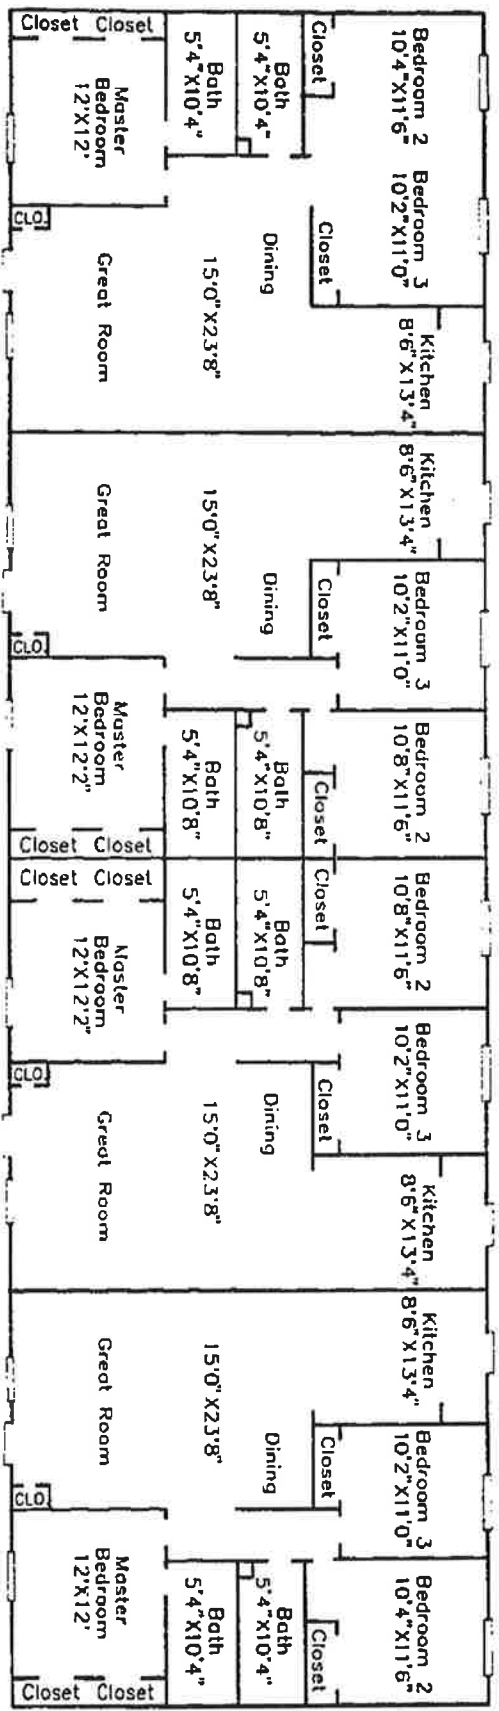 Closet Closet
Bath
5'4"X10'4"
Bath
5'4"X10'4"
Closet
Bedroom 2
10'4"X11'6"
Master
Bedroom
12'X12'
CLO.
Great Room
15'0"X23'8"
Dining
Closet
Bedroom 3
10'2"X11'0"
Kitchen
8'6"X13'4"
Kitchen
8'6"X13'4"
Great Room
15'0"X23'8"
Dining
Closet
Bedroom 3
10'2"X11'0"
CLO.
Master
Bedroom
12'X12'2"
Bath
5'4"X10'8"
Bath
5'4"X10'8"
Closet
Bedroom 2
10'8"X11'6"
Closet Closet
Closet Closet
Bath
5'4"X10'8"
Bath
5'4"X10'8"
Closet
Bedroom 2
10'8"X11'6"
Master
Bedroom
12'X12'2"
CLO.
Great Room
15'0"X23'8"
Dining
Closet
Bedroom 3
10'2"X11'0"
Kitchen
8'6"X13'4"
Kitchen
8'6"X13'4"
Great Room
15'0"X23'8"
Dining
Closet
Bedroom 3
10'2"X11'0"
CLO.
Master
Bedroom
12'X12'
Bath
5'4"X10'4"
Bath
5'4"X10'4"
Closet
Bedroom 2
10'4"X11'6"
Closet Closet